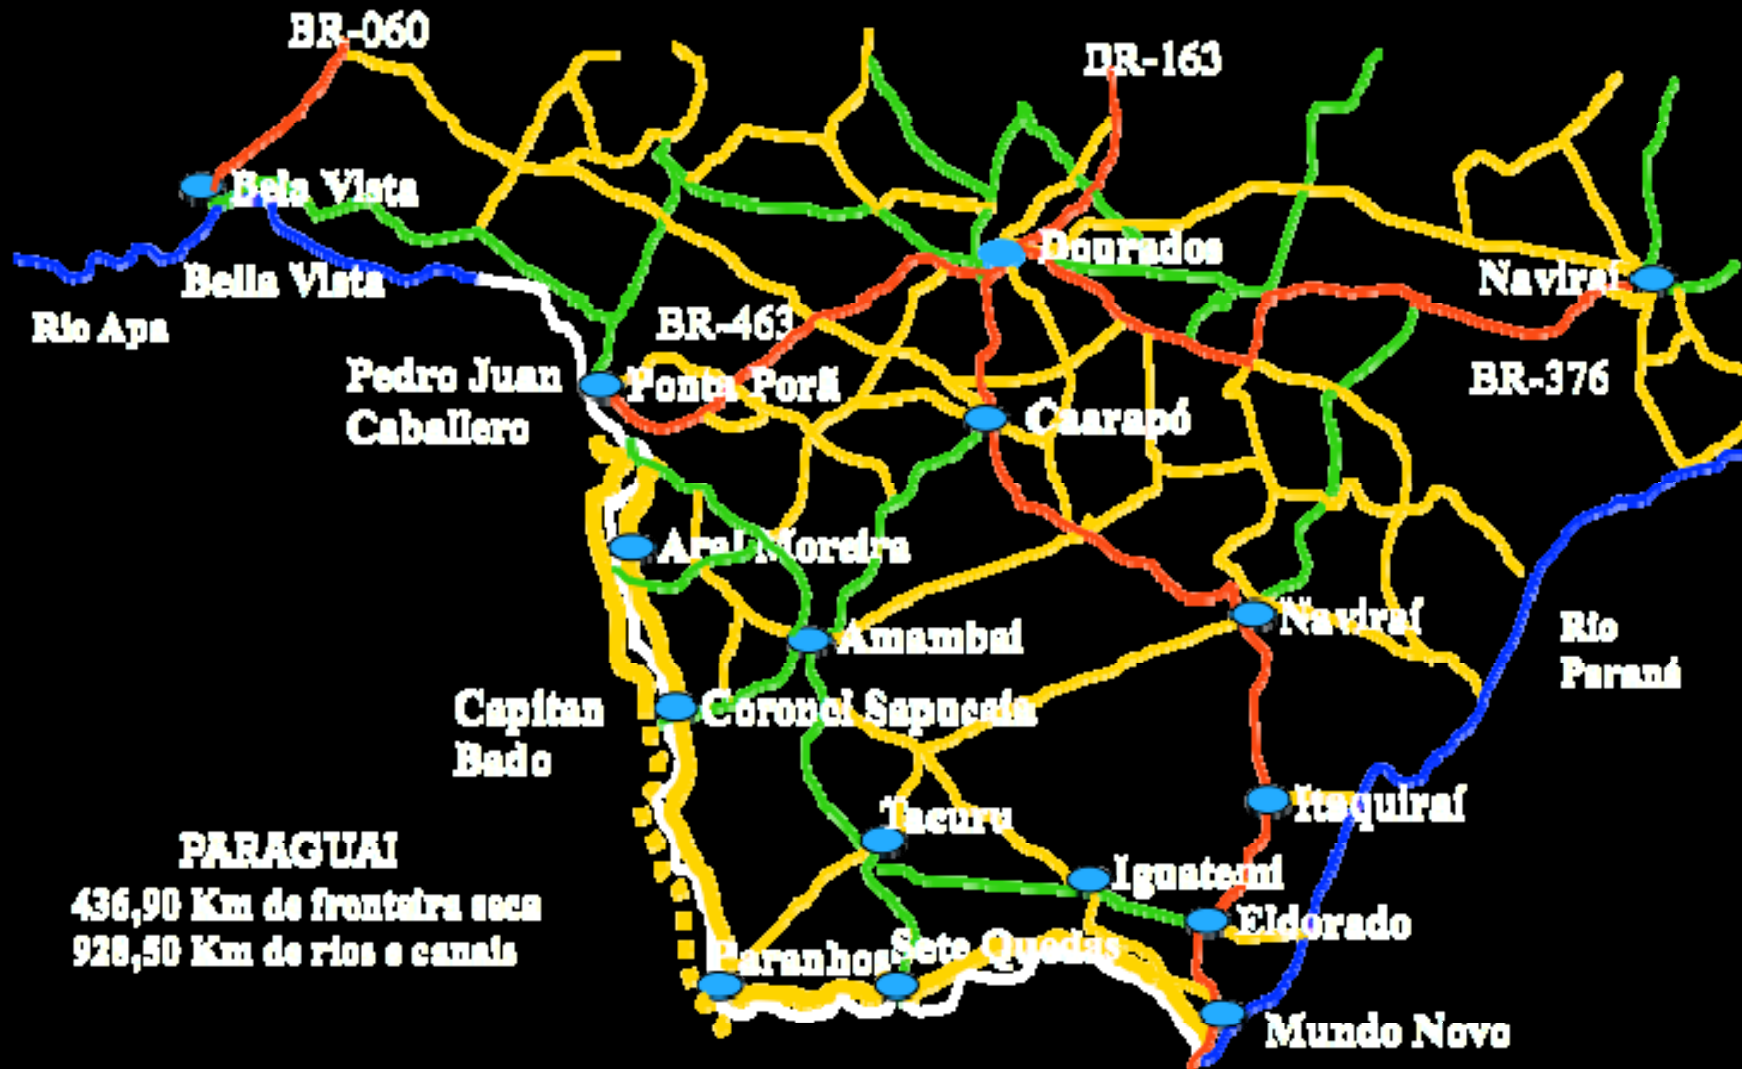 BR-060
BR-163
Bela Vista
Dourados
Bella Vista
Naviraí
Rio Apa
BR-463
Pedro Juan
Caballero
Ponta Porã
BR-376
Caarapó
Aral Moreira
Naviraí
Rio
Paraná
Amambai
Capitan
Bado
Coronel Sapucaia
Itaquiraí
Tacuru
PARAGUAI
Iguatemi
436,90 Km de fronteira seca
Eldorado
928,50 Km de rios e canais
Paranhos
Sete Quedas
Mundo Novo